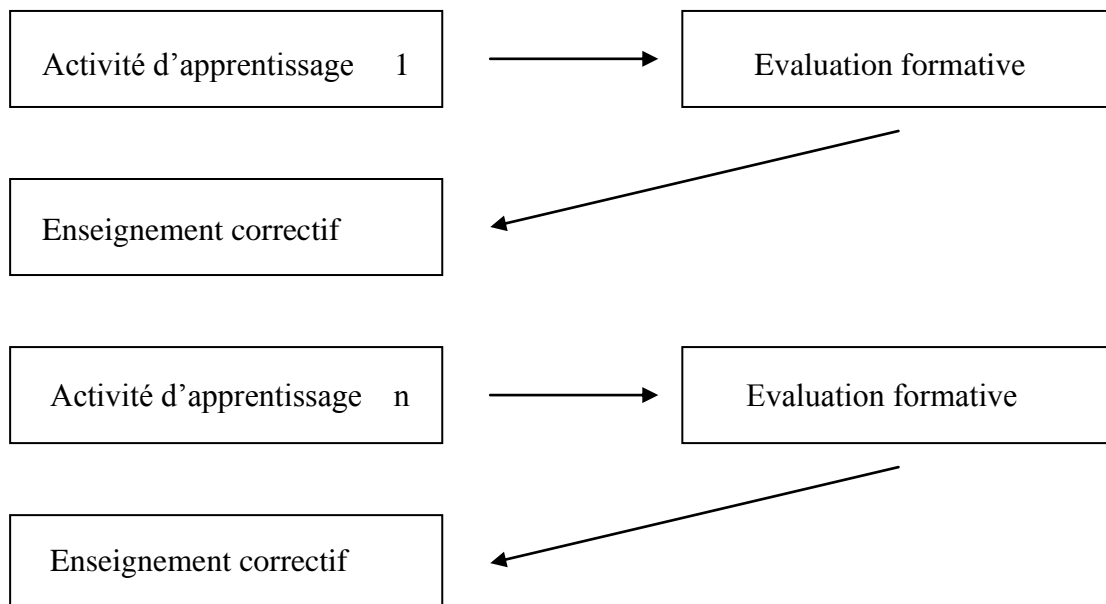 Activité d’apprentissage 1
Evaluation formative
Enseignement correctif
Activité d’apprentissage n
Evaluation formative
Enseignement correctif